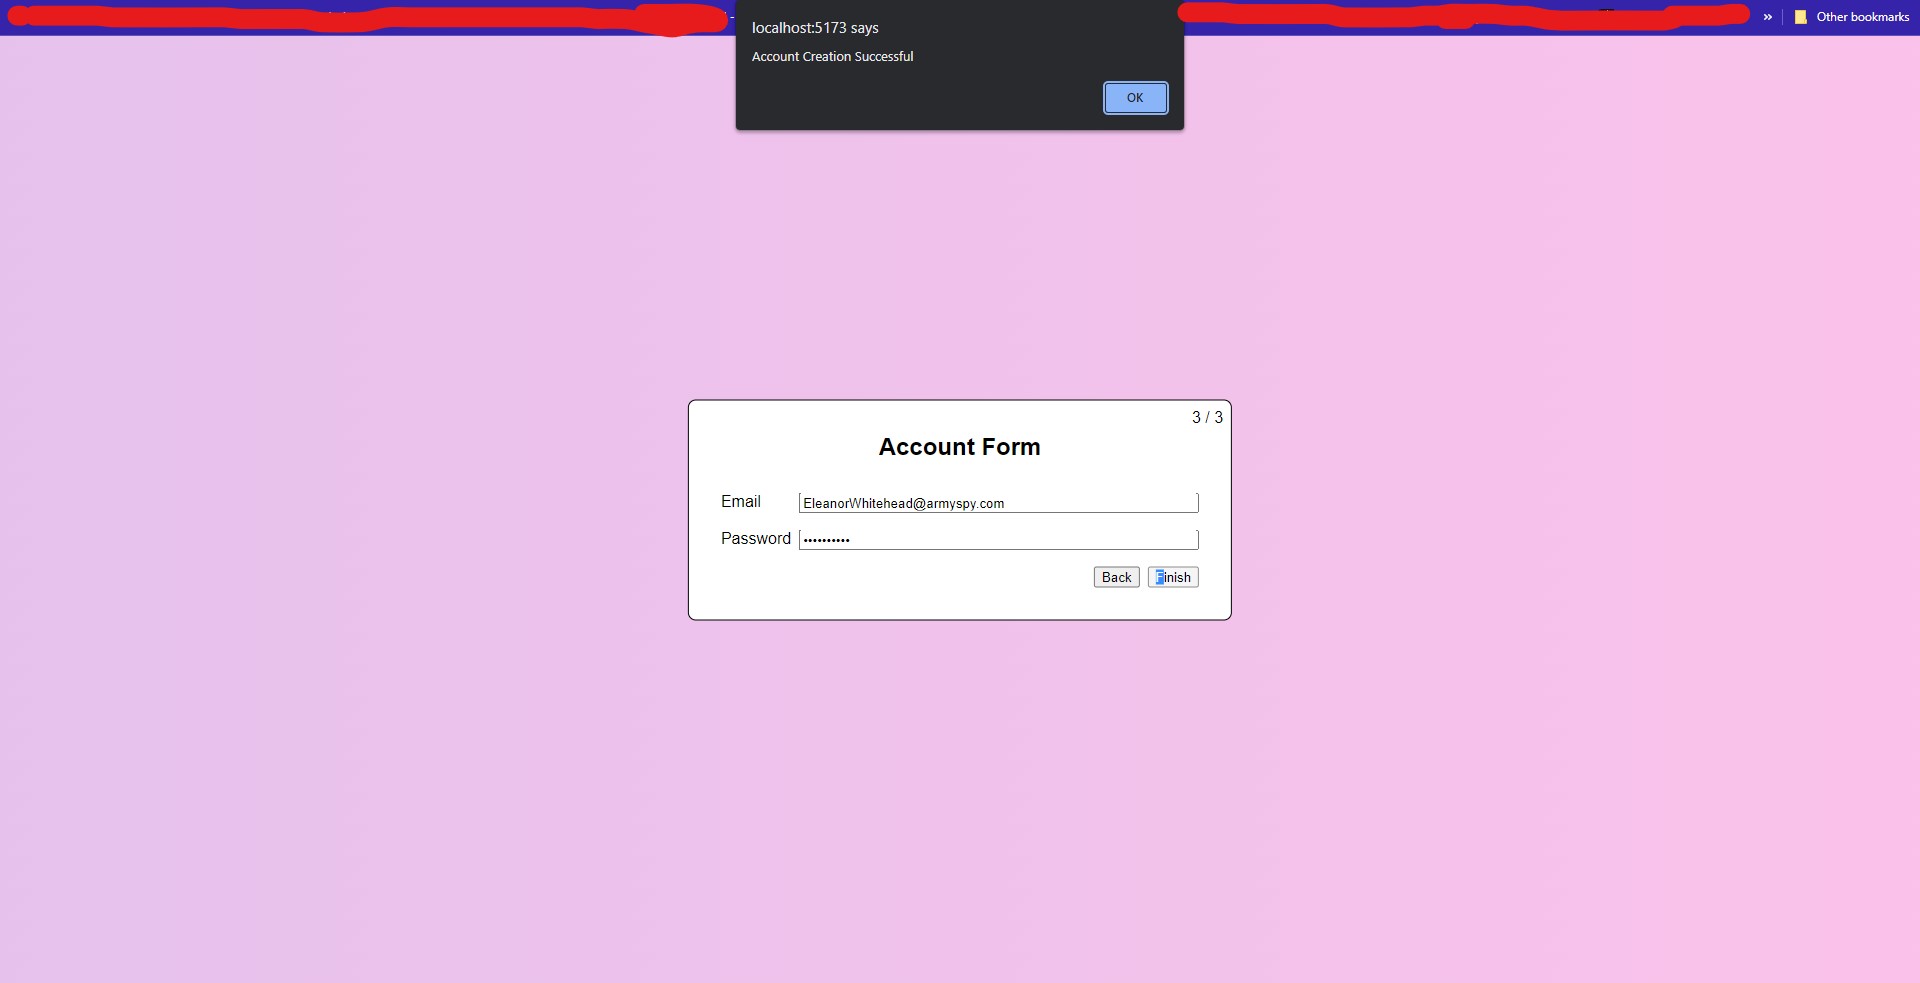 localhost:5173 says
Account Creation Successful
OK
»
Other bookmarks
3 / 3
Account Form
Email
EleanorWhitehead@armyspy.com
Password
••••••••••
Back
Finish